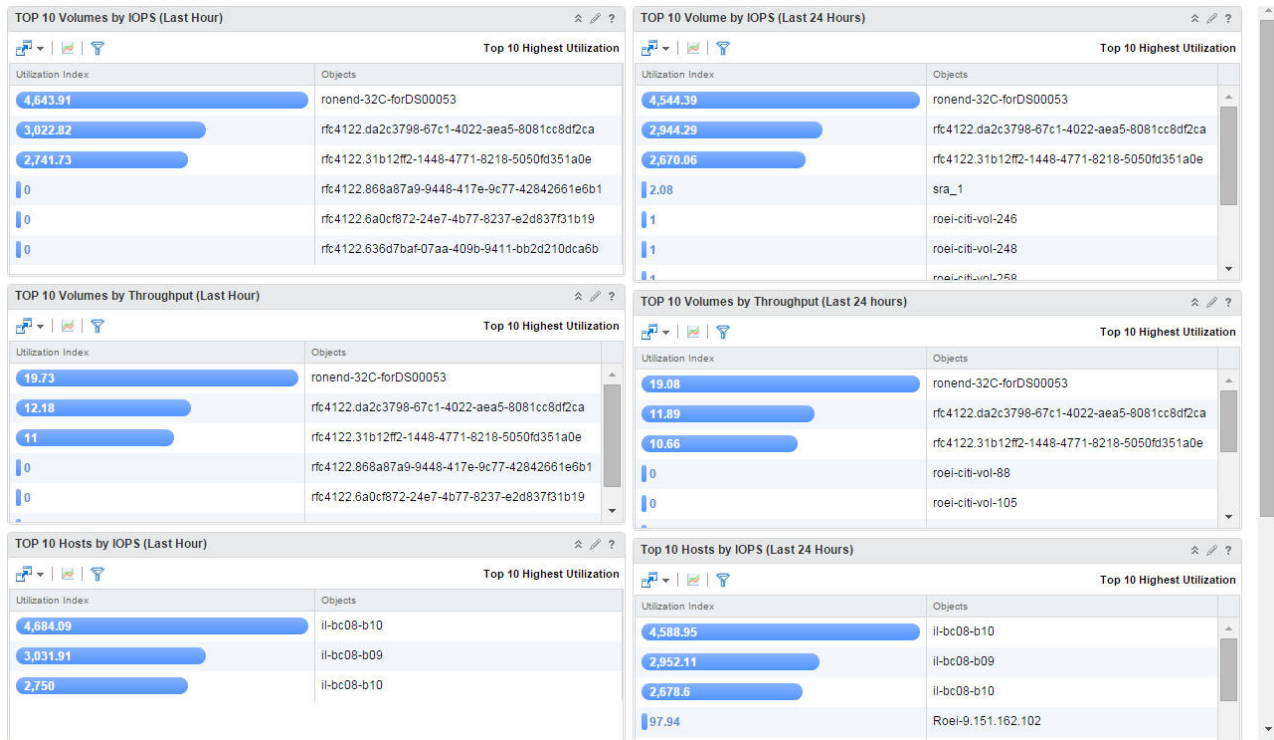 TOP 10 Volumes by IOPS (Last Hour)
?
Top 10 Highest Utilization
Utilization Index Objects
4,643.91 ronend-32C-forDS00053
3,022.82 rfc4122.da2c3798-67c1-4022-aea5-8081cc8df2ca
2,741.73 rfc4122.31b12ff2-1448-4771-8218-5050fd351a0e
0 rfc4122.868a87a9-9448-417e-9c77-42842661e6b1
0 rfc4122.6a0cf872-24e7-4b77-8237-e2d837f31b19
0 rfc4122.636d7baf-07aa-409b-9411-bb2d210dca6b
TOP 10 Volumes by Throughput (Last Hour)
?
Top 10 Highest Utilization
Utilization Index Objects
19.73 ronend-32C-forDS00053
12.18 rfc4122.da2c3798-67c1-4022-aea5-8081cc8df2ca
11 rfc4122.31b12ff2-1448-4771-8218-5050fd351a0e
0 rfc4122.868a87a9-9448-417e-9c77-42842661e6b1
0 rfc4122.6a0cf872-24e7-4b77-8237-e2d837f31b19
TOP 10 Hosts by IOPS (Last Hour)
?
Top 10 Highest Utilization
Utilization Index Objects
4,684.09 il-bc08-b10
3,031.91 il-bc08-b09
2,750 il-bc08-b10
TOP 10 Volume by IOPS (Last 24 Hours)
?
Top 10 Highest Utilization
Utilization Index Objects
4,544.39 ronend-32C-forDS00053
2,944.29 rfc4122.da2c3798-67c1-4022-aea5-8081cc8df2ca
2,670.06 rfc4122.31b12ff2-1448-4771-8218-5050fd351a0e
2.08 sra_1
1 roei-citi-vol-246
1 roei-citi-vol-248
1 roei-citi-vol-258
TOP 10 Volumes by Throughput (Last 24 hours)
?
Top 10 Highest Utilization
Utilization Index Objects
19.08 ronend-32C-forDS00053
11.89 rfc4122.da2c3798-67c1-4022-aea5-8081cc8df2ca
10.66 rfc4122.31b12ff2-1448-4771-8218-5050fd351a0e
0 roei-citi-vol-88
0 roei-citi-vol-105
Top 10 Hosts by IOPS (Last 24 Hours)
?
Top 10 Highest Utilization
Utilization Index Objects
4,588.95 il-bc08-b10
2,952.11 il-bc08-b09
2,678.6 il-bc08-b10
97.94 Roei-9.151.162.102